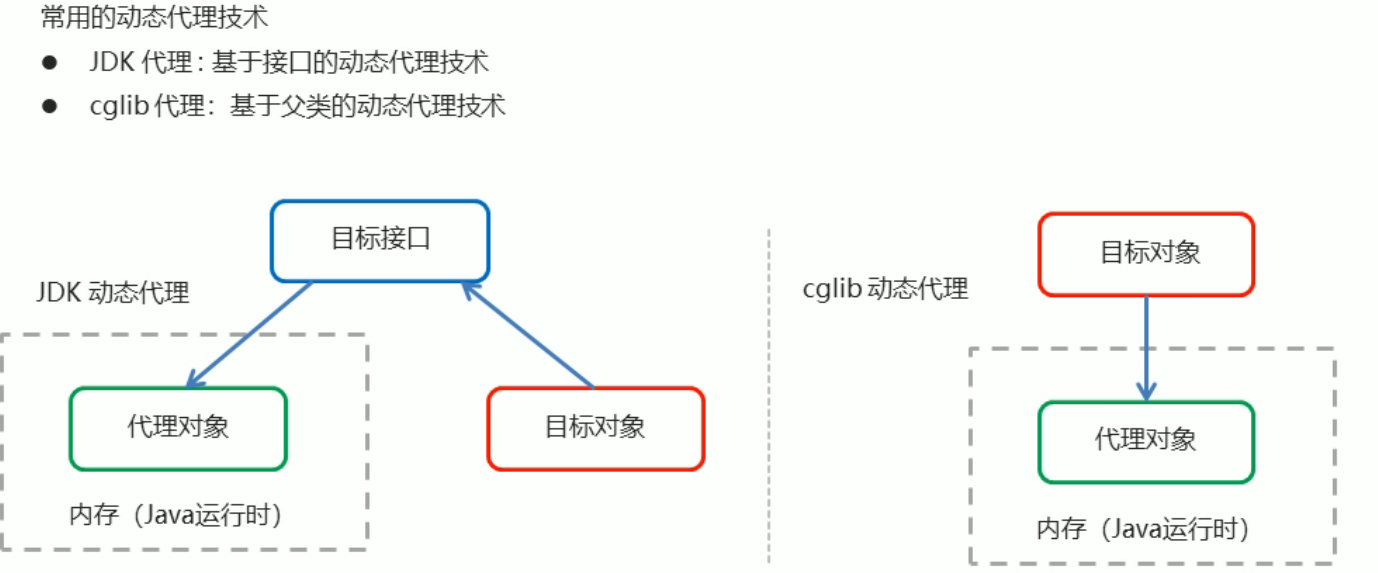 常用的动态代理技术
● JDK 代理 : 基于接口的动态代理技术
● cglib 代理：基于父类的动态代理技术
目标接口
JDK 动态代理
代理对象
目标对象
内存（Java运行时）
目标对象
cglib 动态代理
代理对象
内存（Java运行时）